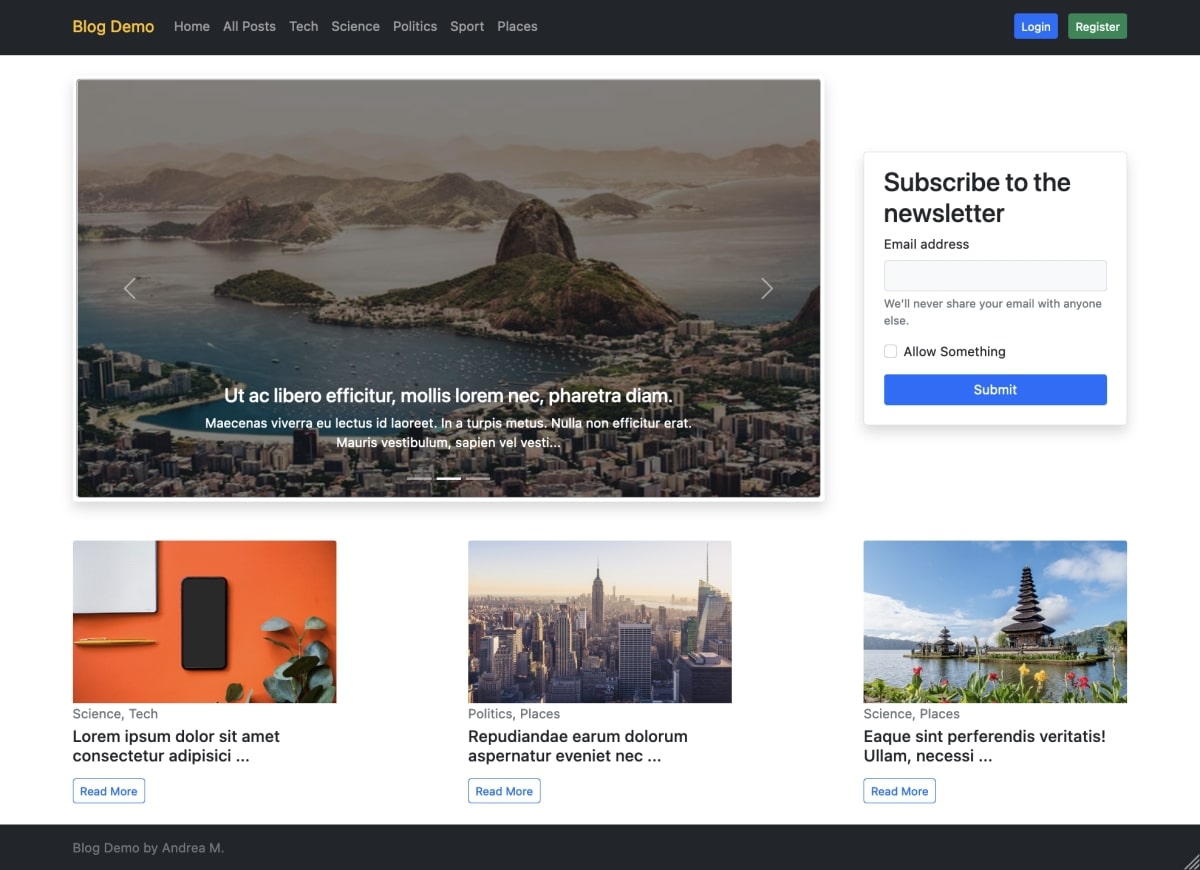 Blog Demo Home All Posts Tech Science Politics Sport Places Login Register
Ut ac libero efficitur, mollis lorem nec, pharetra diam.
Maecenas viverra eu lectus id laoreet. In a turpis metus. Nulla non efficitur erat.
Mauris vestibulum, sapien vel vesti...
Subscribe to the
newsletter
Email address
We'll never share your email with anyone
else.
Allow Something
Submit
Science, Tech
Lorem ipsum dolor sit amet
consectetur adipisici ...
Read More
Politics, Places
Repudiandae earum dolorum
aspernatur eveniet nec ...
Read More
Science, Places
Eaque sint perferendis veritatis!
Ullam, necessi ...
Read More
Blog Demo by Andrea M.